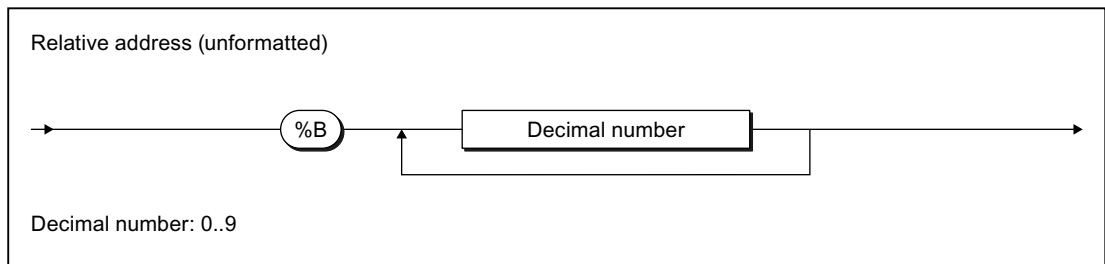 Relative address (unformatted)
%B
Decimal number
Decimal number: 0..9